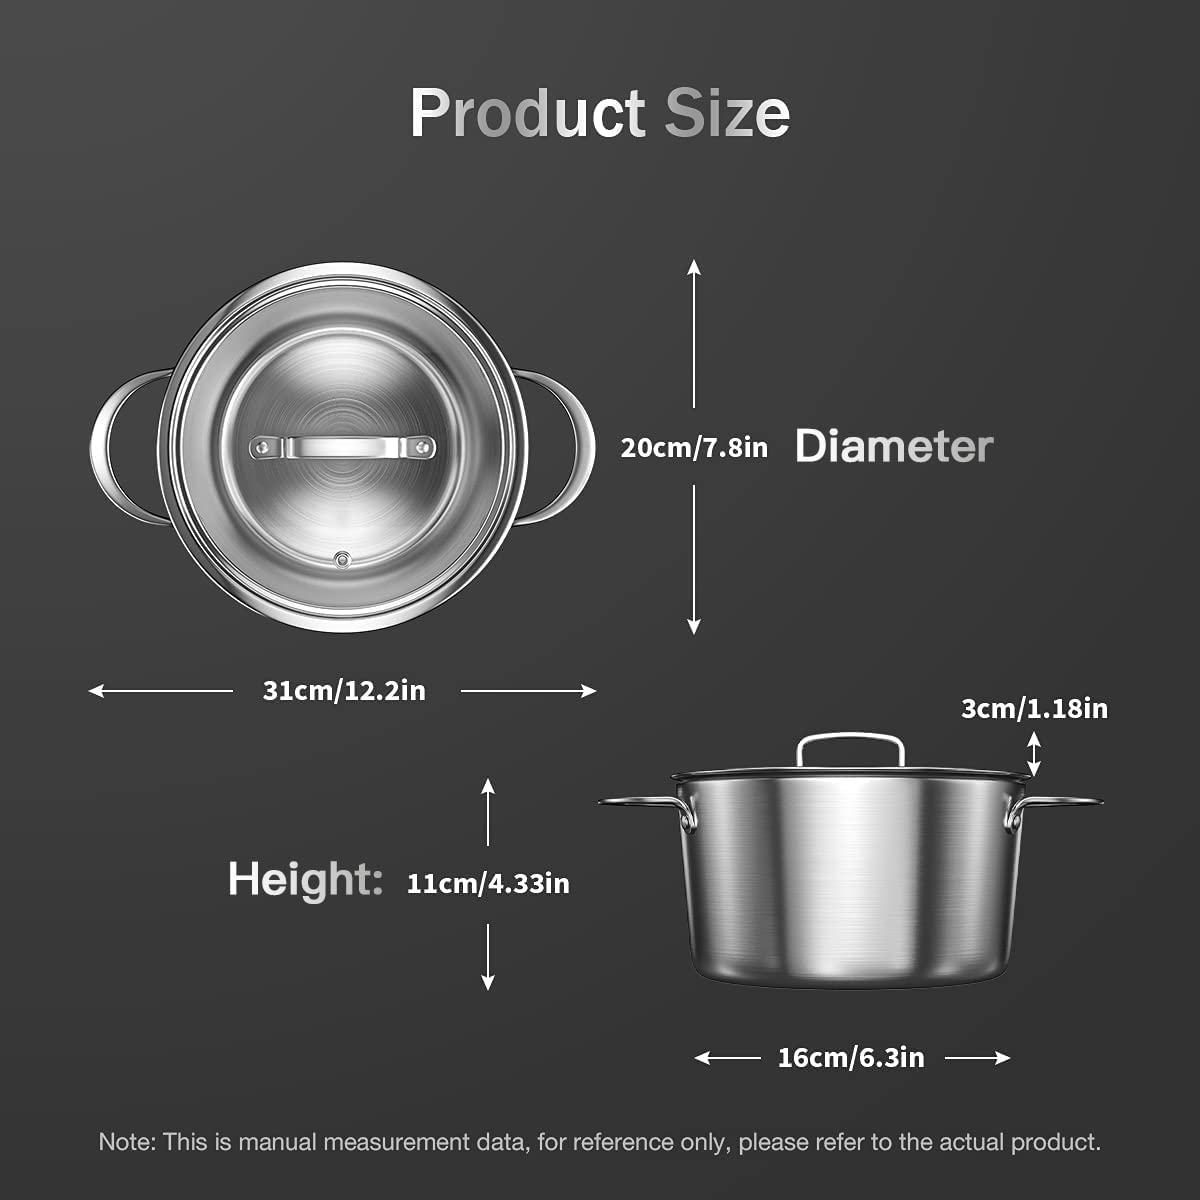 Product Size
20cm/7.8in Diameter
31cm/12.2in
3cm/1.18in
Height: 11cm/4.33in
16cm/6.3in
Note: This is manual measurement data, for reference only, please refer to the actual product.